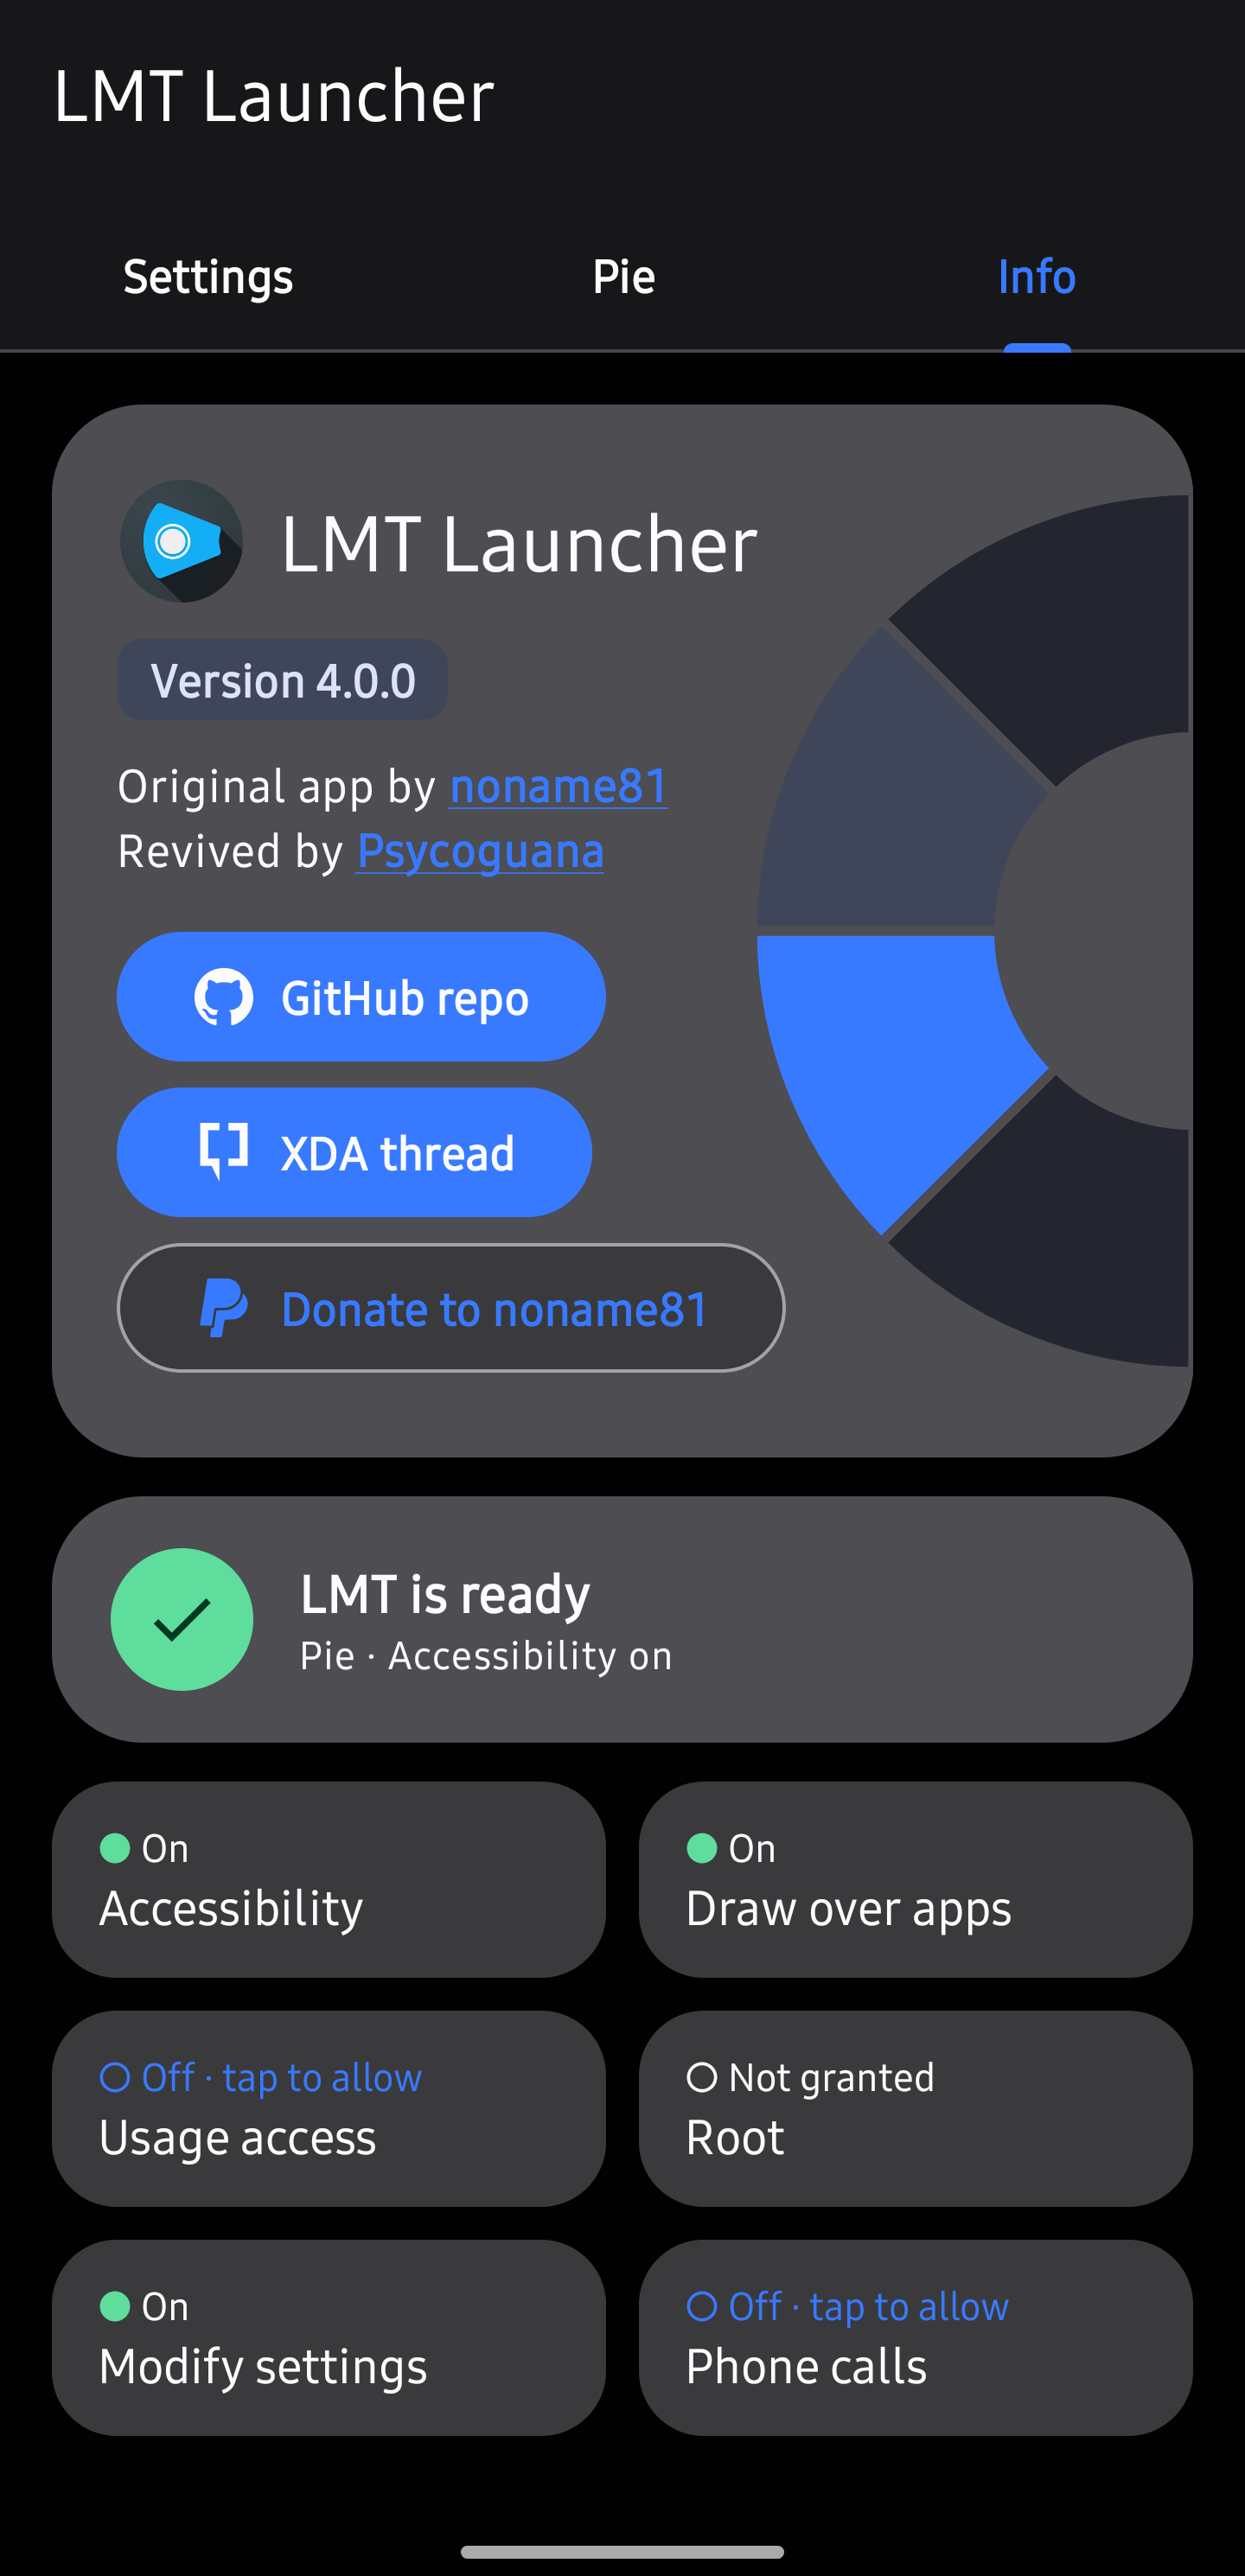 LMT Launcher
Settings
Pie
Info
LMT Launcher
Version 4.0.0
Original app by noname81
Revived by Psycoguana
GitHub repo
XDA thread
Donate to noname81
LMT is ready
Pie · Accessibility on
On
Accessibility
On
Draw over apps
Off · tap to allow
Usage access
Not granted
Root
On
Modify settings
Off · tap to allow
Phone calls